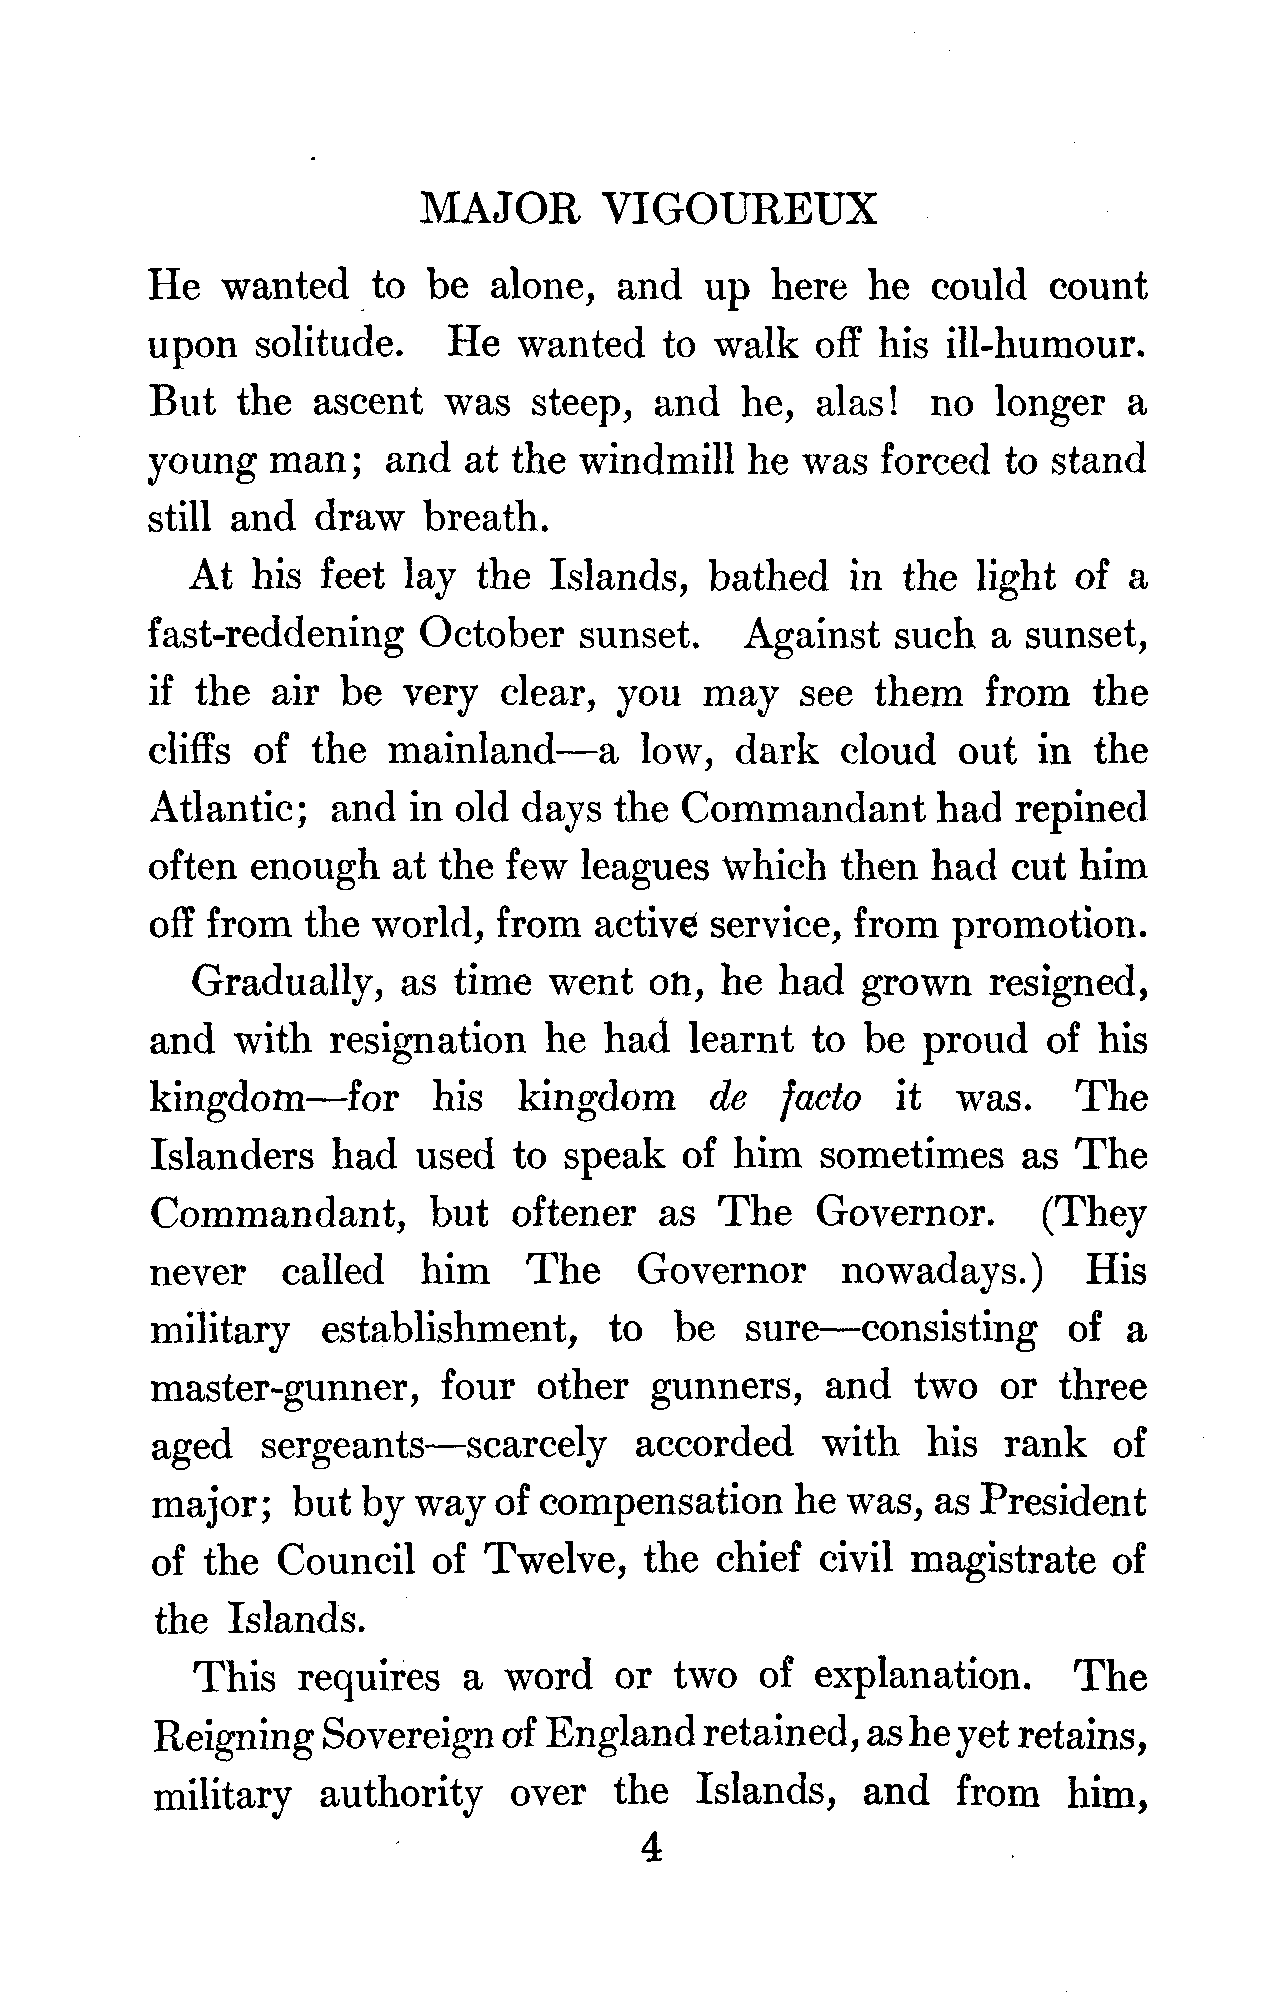 MAJOR VIGOUREUX
He wanted to be alone, and up here he could count
upon solitude. He wanted to walk off his ill-humour.
But the ascent was steep, and he, alas! no longer a
young man; and at the windmill he was forced to stand
still and draw breath.
At his feet lay the Islands, bathed in the light of a
fast-reddening October sunset. Against such a sunset,
if the air be very clear, you may see them from the
cliffs of the mainland—a low, dark cloud out in the
Atlantic; and in old days the Commandant had repined
often enough at the few leagues which then had cut him
off from the world, from active service, from promotion.
Gradually, as time went on, he had grown resigned,
and with resignation he had learnt to be proud of his
kingdom—for his kingdom de facto it was. The
Islanders had used to speak of him sometimes as The
Commandant, but oftener as The Governor. (They
never called him The Governor nowadays.) His
military establishment, to be sure—consisting of a
master-gunner, four other gunners, and two or three
aged sergeants—scarcely accorded with his rank of
major; but by way of compensation he was, as President
of the Council of Twelve, the chief civil magistrate of
the Islands.
This requires a word or two of explanation. The
Reigning Sovereign of England retained, as he yet retains,
military authority over the Islands, and from him,
4